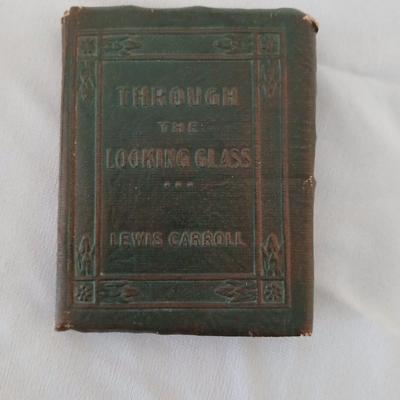 THROUGH
THE
LOOKING GLASS
...
LEWIS CARROLL